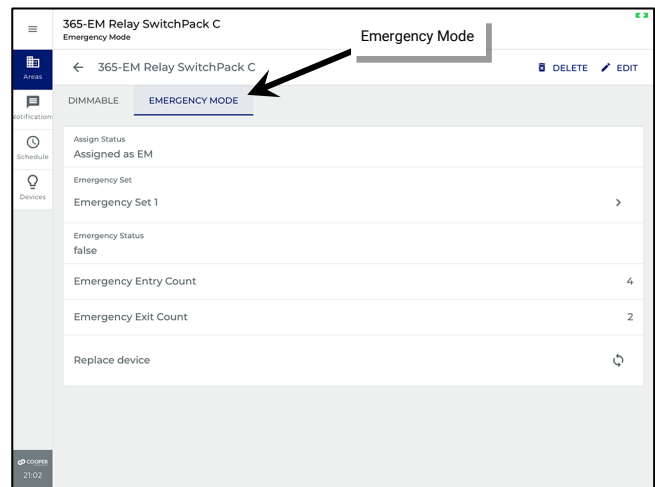 365-EM Relay SwitchPack C
Emergency Mode
Emergency Mode
365-EM Relay SwitchPack C
DELETE
EDIT
Areas
DIMMABLE
EMERGENCY MODE
Notifications
Assign Status
Assigned as EM
Schedule
Emergency Set
Emergency Set 1
Devices
Emergency Status
false
Emergency Entry Count
4
Emergency Exit Count
2
Replace device
COOPER
21:02